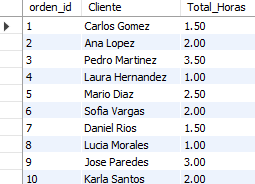 orden_id Cliente Total_Horas
1 Carlos Gomez 1.50
2 Ana Lopez 2.00
3 Pedro Martinez 3.50
4 Laura Hernandez 1.00
5 Mario Diaz 2.50
6 Sofia Vargas 2.00
7 Daniel Rios 1.50
8 Lucia Morales 1.00
9 Jose Paredes 3.00
10 Karla Santos 2.00